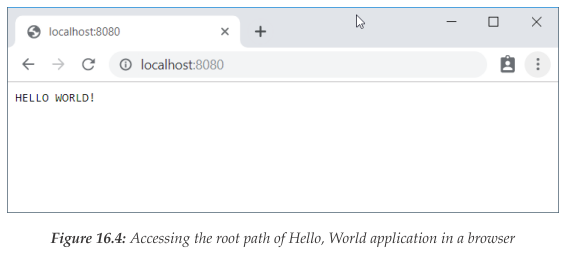 localhost:8080
localhost:8080
HELLO WORLD!
Figure 16.4: Accessing the root path of Hello, World application in a browser